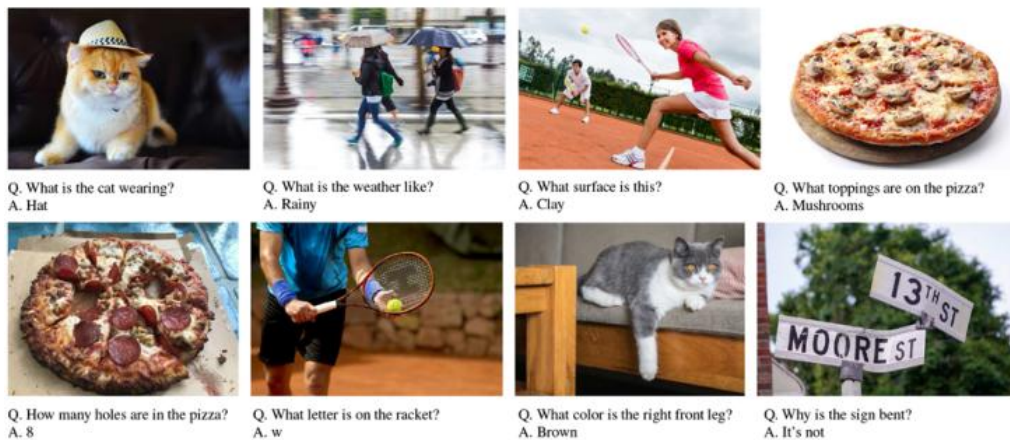 Q. What is the cat wearing?
A. Hat
Q. What is the weather like?
A. Rainy
Q. What surface is this?
A. Clay
Q. What toppings are on the pizza?
A. Mushrooms
13TH ST
MOORE ST
Q. How many holes are in the pizza?
A. 8
Q. What letter is on the racket?
A. w
Q. What color is the right front leg?
A. Brown
Q. Why is the sign bent?
A. It's not